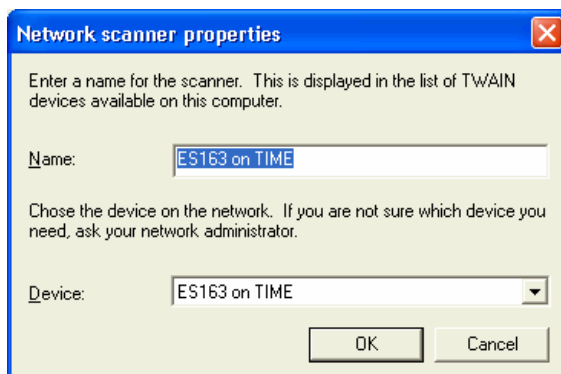 Network scanner properties
Enter a name for the scanner. This is displayed in the list of TWAIN
devices available on this computer.
Name:
ES163 on TIME
Chose the device on the network. If you are not sure which device you
need, ask your network administrator.
Device:
ES163 on TIME
OK
Cancel